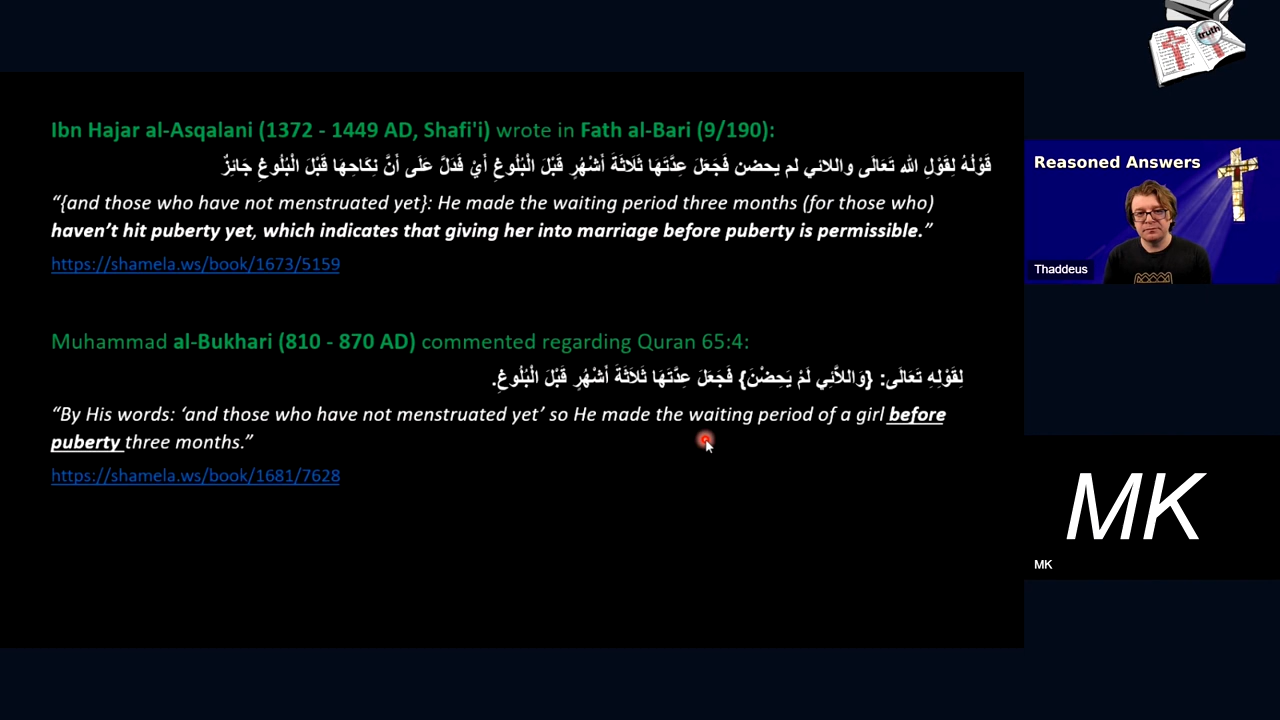 truth
Ibn Hajar al-Asqalani (1372 - 1449 AD, Shafi'i) wrote in Fath al-Bari (9/190):
قَوْلُهُ لِقَوْلِ اللهِ تَعَالَى واللائي لم يحضن فَجَعَلَ عِدَّتَهَا ثَلَاثَةَ أَشْهُرٍ قَبْلَ الْبُلُوغِ أَيْ فَدَلَّ عَلَى أَنَّ نِكَاحِهَا قَبْلَ الْبُلُوغِ جَائِزٌ
“{and those who have not menstruated yet}: He made the waiting period three months (for those who)
haven’t hit puberty yet, which indicates that giving her into marriage before puberty is permissible.”
https://shamela.ws/book/1673/5159
Muhammad al-Bukhari (810 - 870 AD) commented regarding Quran 65:4:
لِقَوْلِهِ تَعَالَى: {وَاللَّائِي لَمْ يَحِضْنَ} فَجَعَلَ عِدَّتَهَا ثَلَاثَةَ أَشْهُرٍ قَبْلَ الْبُلُوغِ.
“By His words: ‘and those who have not menstruated yet’ so He made the waiting period of a girl before
puberty three months.”
https://shamela.ws/book/1681/7628
Reasoned Answers
Thaddeus
MK
MK